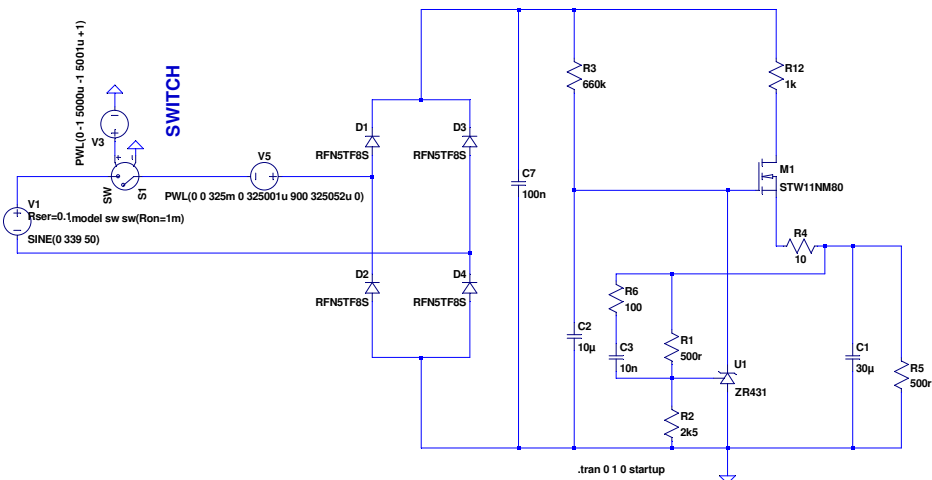 PWL(0 -1 5000u -1 5001u +1)
SWITCH
V3
+
−
SW
S1
V1
Rser=0.1
.model sw sw(Ron=1m)
SINE(0 339 50)
V5
PWL(0 0 325m 0 325001u 900 325052u 0)
D1
RFN5TF8S
D3
RFN5TF8S
D2
RFN5TF8S
D4
RFN5TF8S
C7
100n
R3
660k
R12
1k
M1
STW11NM80
R4
10
R6
100
C2
10µ
C3
10n
R1
500r
U1
ZR431
R2
2k5
C1
30µ
R5
500r
.tran 0 1 0 startup